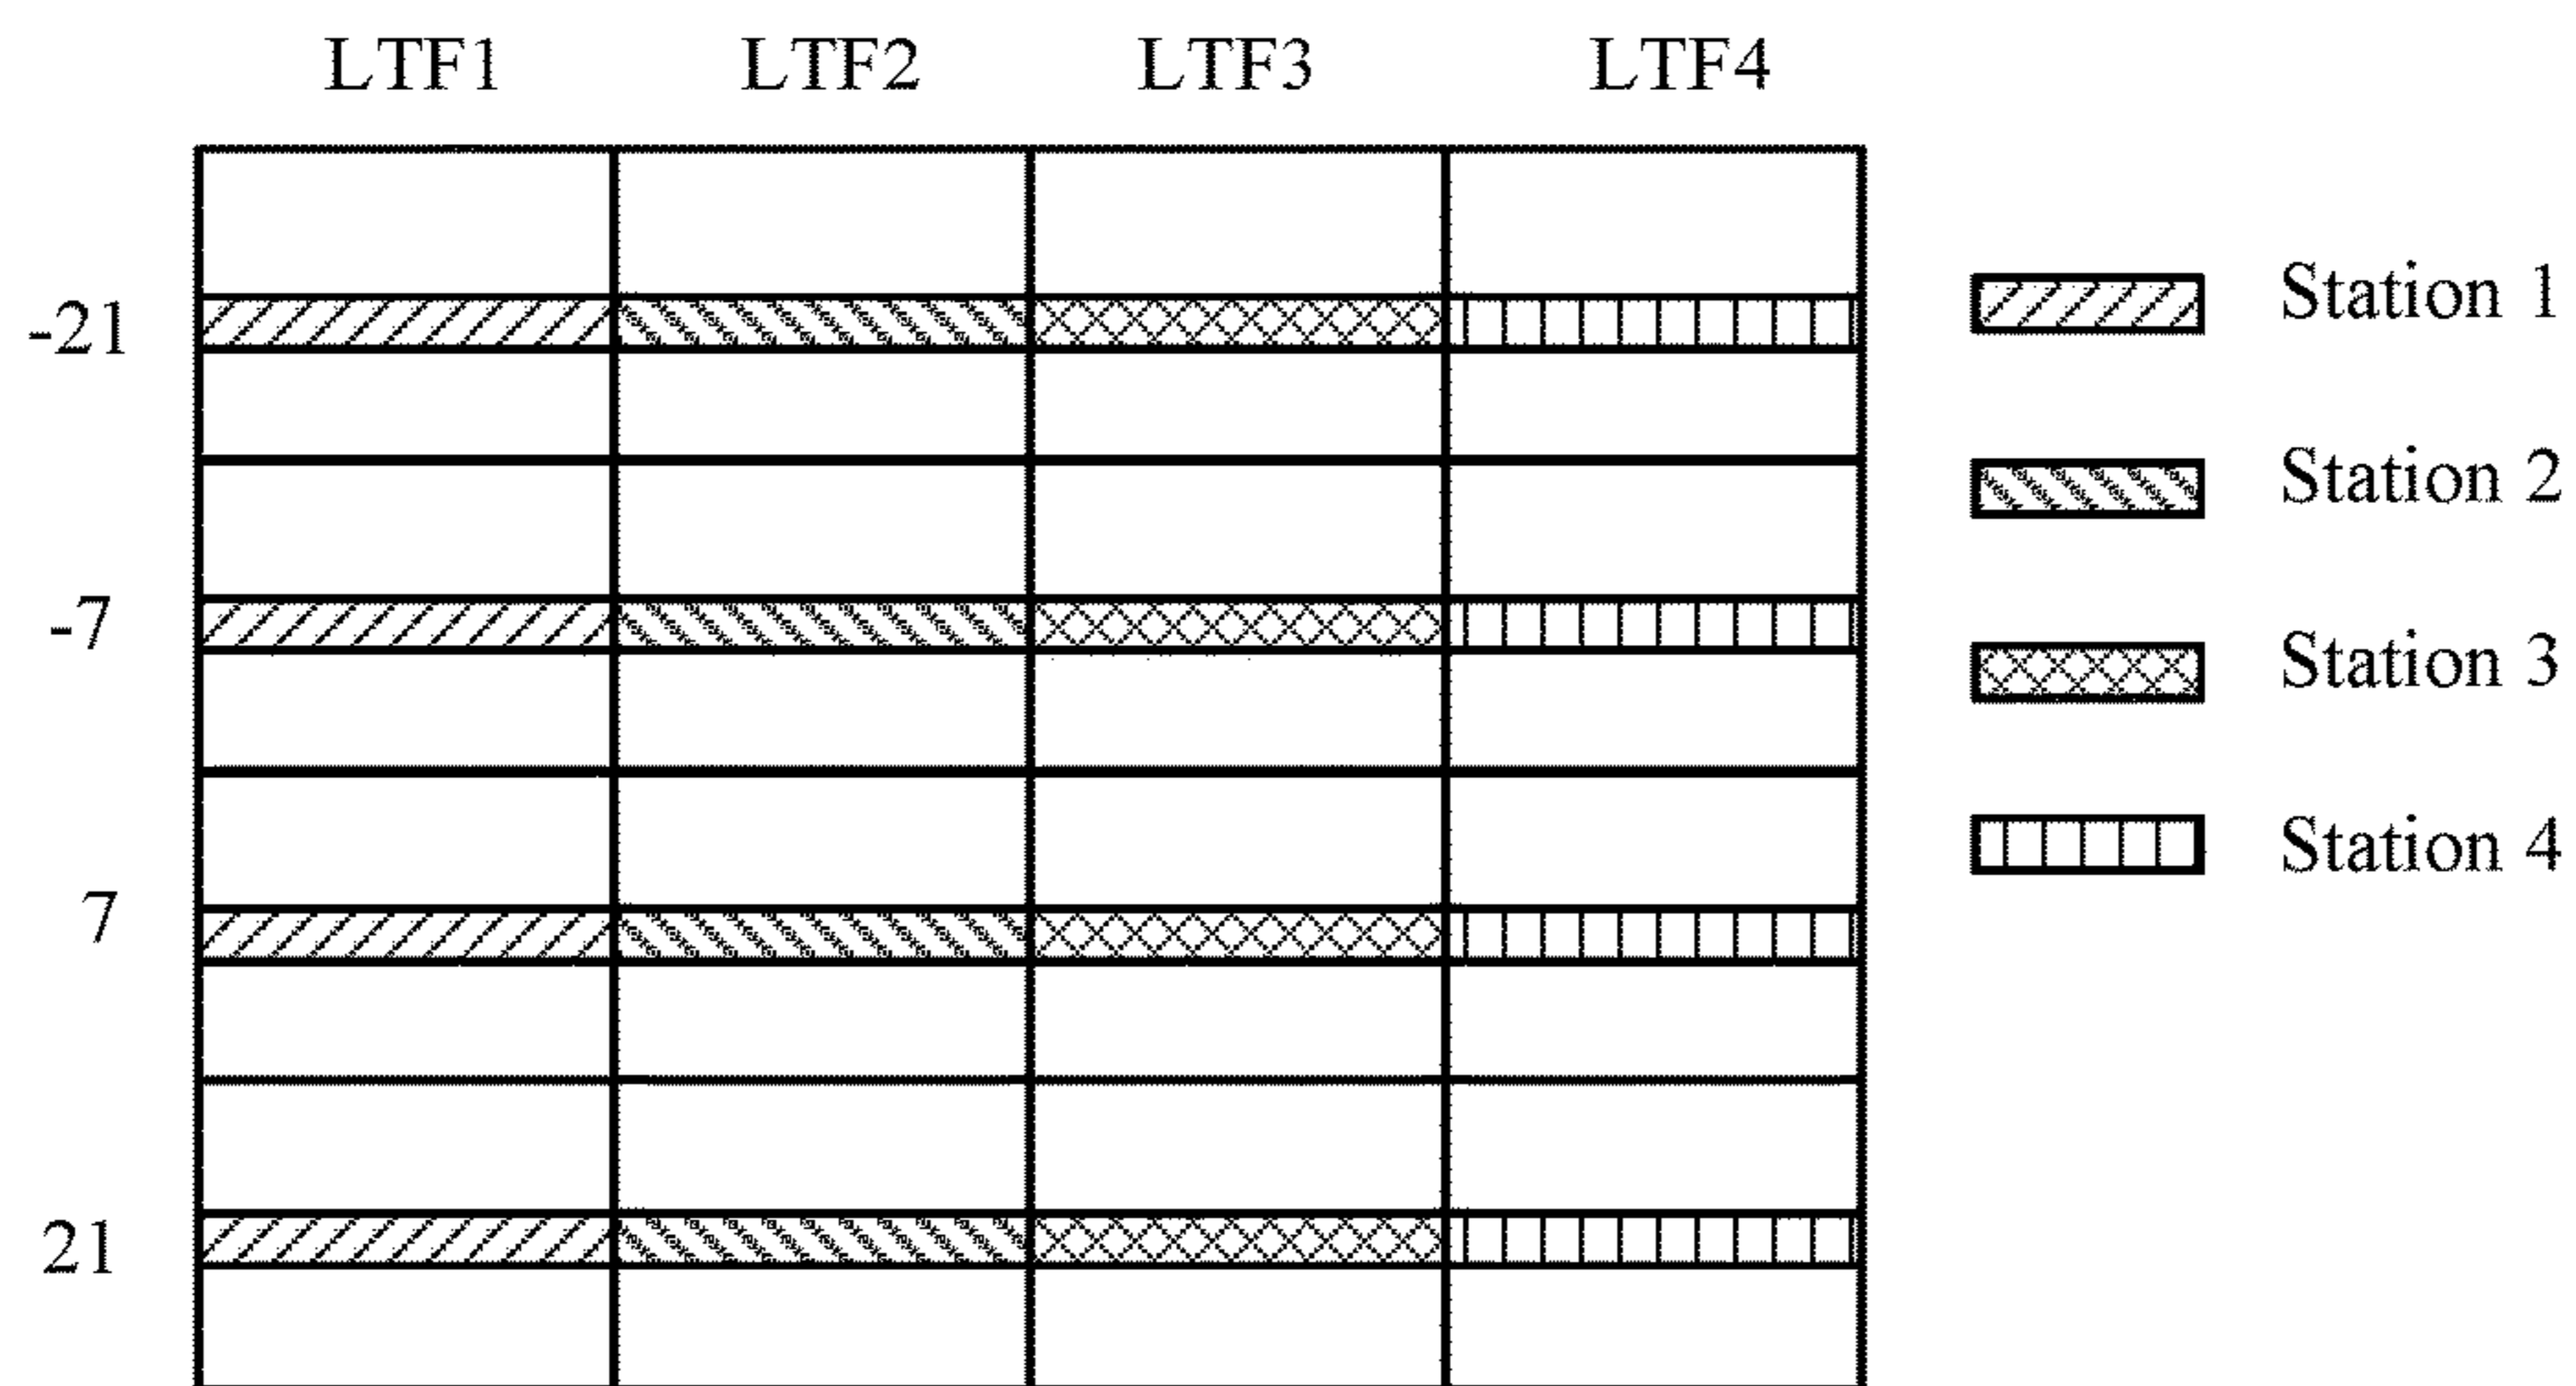 LTF1 LTF2 LTF3 LTF4
-21
-7
7
21
Station 1
Station 2
Station 3
Station 4